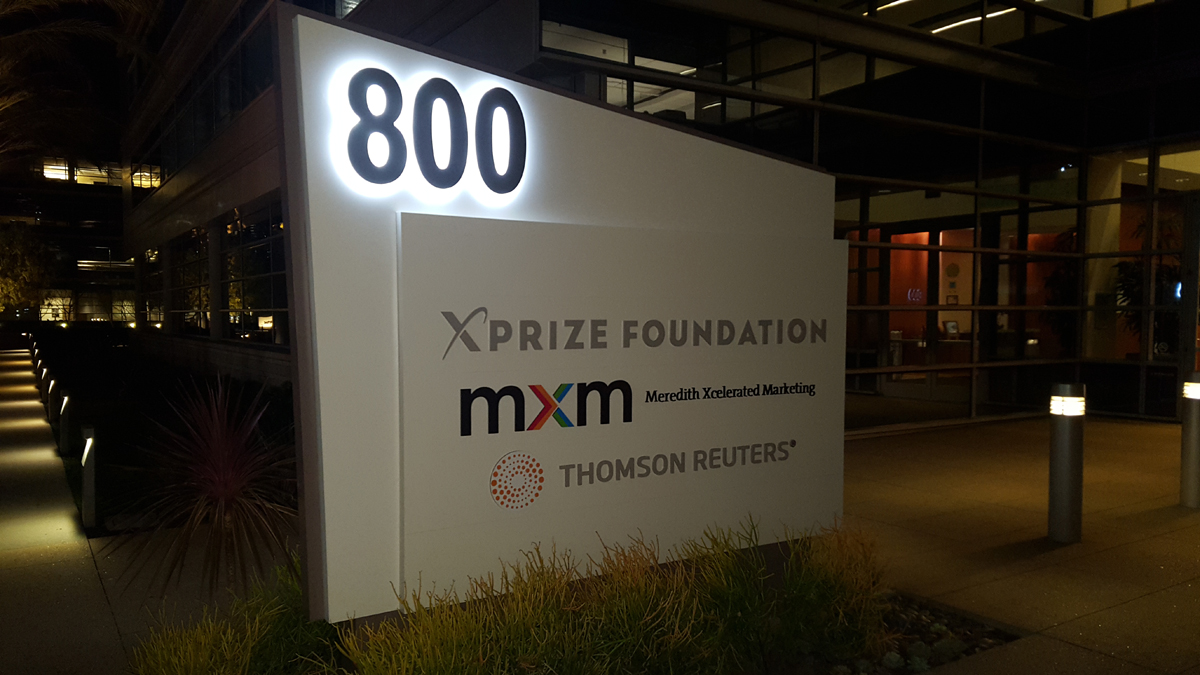 800
XPRIZE FOUNDATION
mxm Meredith Xcelerated Marketing
THOMSON REUTERS®